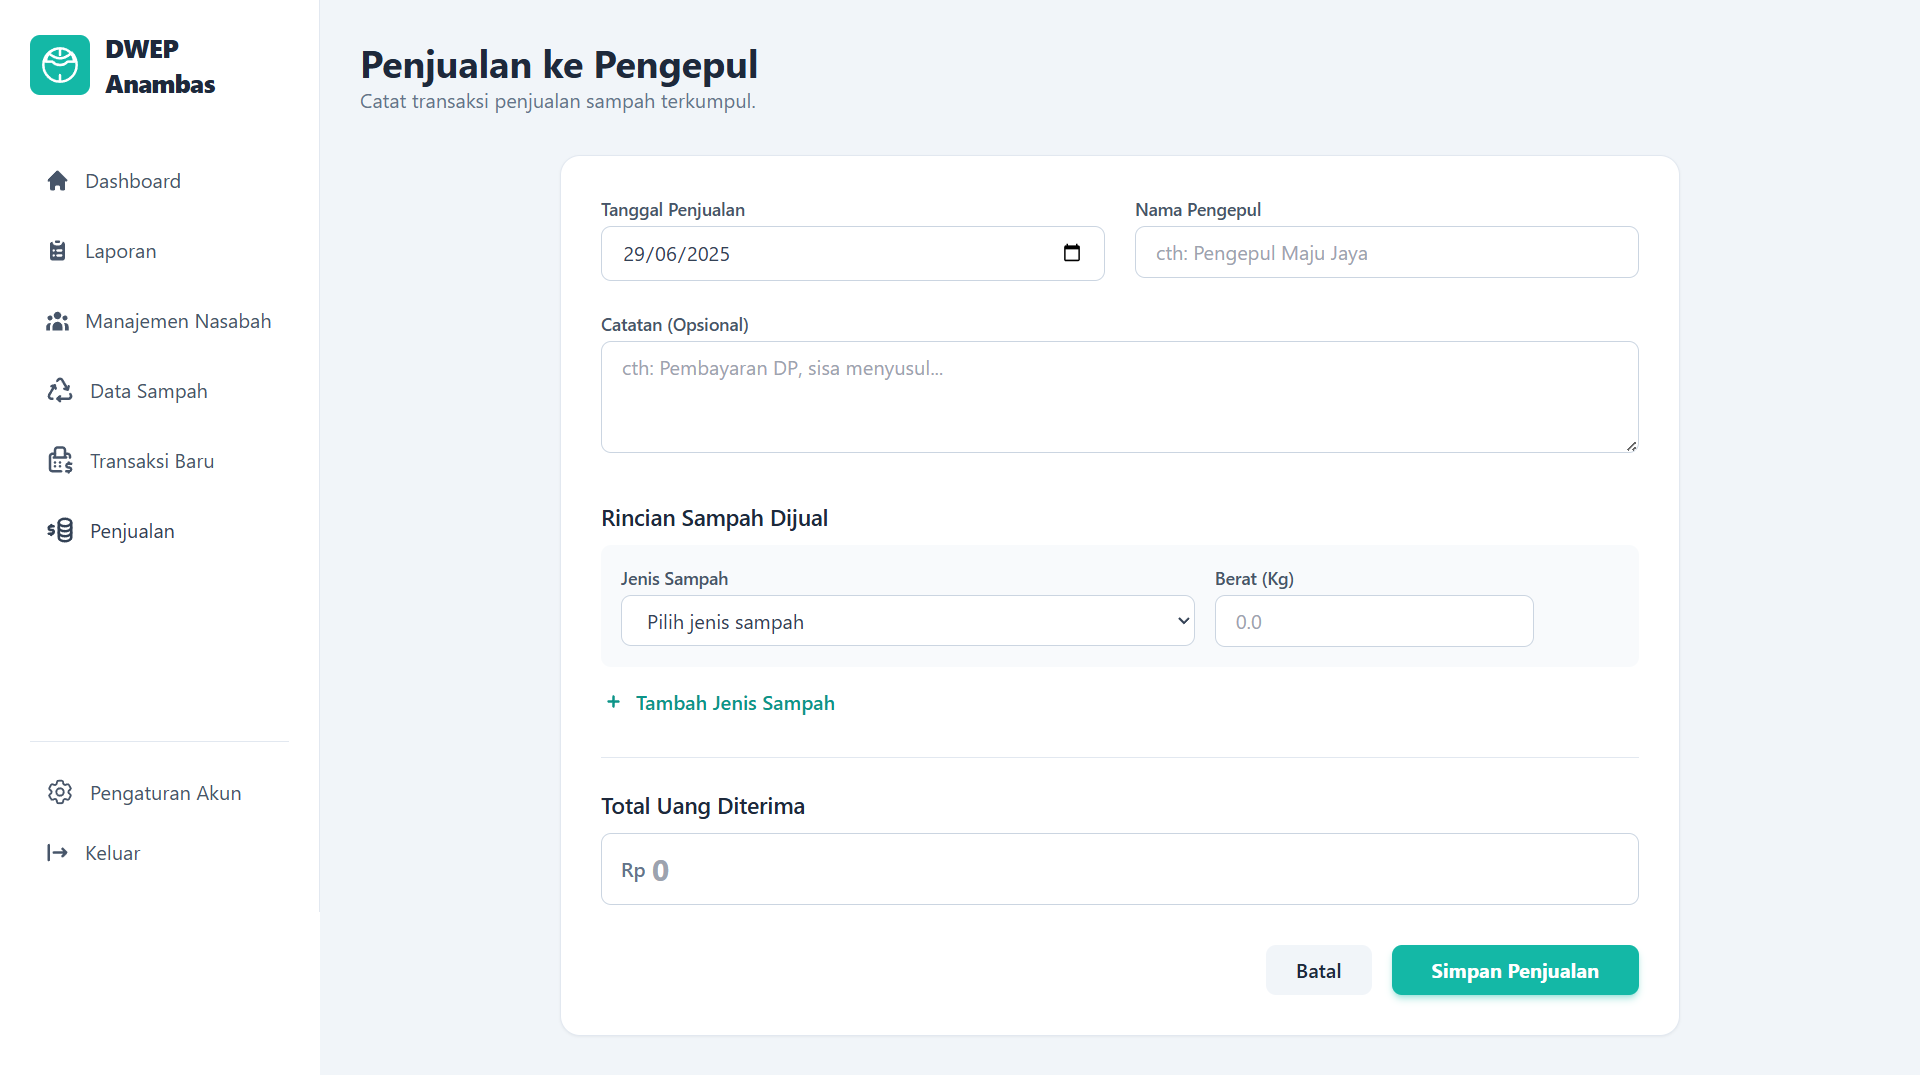 DWEP
Anambas
Dashboard
Laporan
Manajemen Nasabah
Data Sampah
Transaksi Baru
Penjualan
Pengaturan Akun
Keluar
Penjualan ke Pengepul
Catat transaksi penjualan sampah terkumpul.
Tanggal Penjualan
29/06/2025
Nama Pengepul
cth: Pengepul Maju Jaya
Catatan (Opsional)
cth: Pembayaran DP, sisa menyusul...
Rincian Sampah Dijual
Jenis Sampah
Pilih jenis sampah
Berat (Kg)
0.0
+ Tambah Jenis Sampah
Total Uang Diterima
Rp 0
Batal
Simpan Penjualan